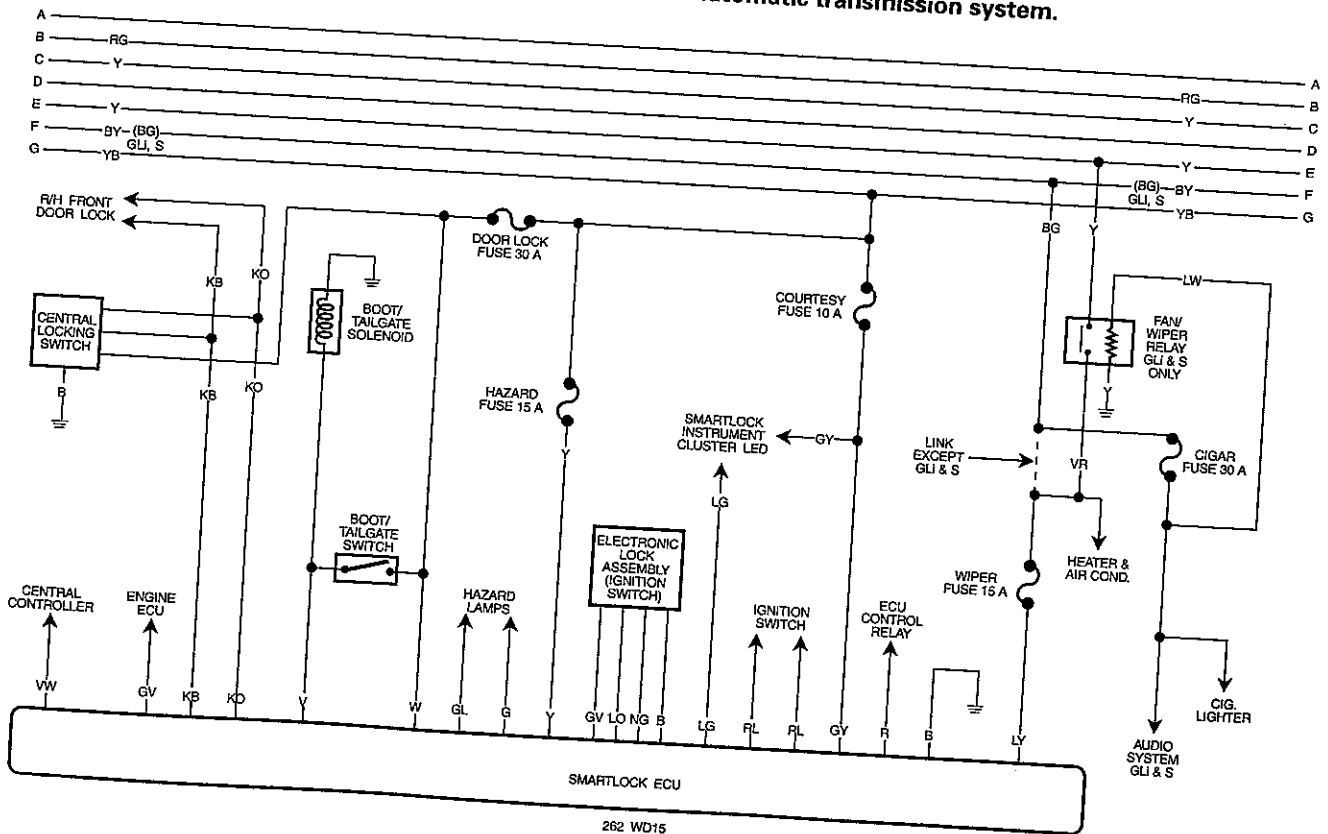 automatic transmission system.
A
B
RG
C
Y
D
E
Y
F
BY
(BG)
GLI, S
G
YB
A
RG
B
Y
C
D
Y
E
(BG)
BY
F
GLI, S
YB
G
R/H FRONT
DOOR LOCK
KB
KO
DOOR LOCK
FUSE 30 A
BG
Y
LW
CENTRAL
LOCKING
SWITCH
B
BOOT/
TAILGATE
SOLENOID
COURTESY
FUSE 10 A
FAN/
WIPER
RELAY
GLI & S
ONLY
Y
KB
KO
HAZARD
FUSE 15 A
Y
SMARTLOCK
INSTRUMENT
CLUSTER LED
GY
LG
LINK
EXCEPT
GLI & S
VR
CIGAR
FUSE 30 A
BOOT/
TAILGATE
SWITCH
ELECTRONIC
LOCK
ASSEMBLY
(IGNITION
SWITCH)
HEATER &
AIR COND.
WIPER
FUSE 15 A
CENTRAL
CONTROLLER
ENGINE
ECU
HAZARD
LAMPS
IGNITION
SWITCH
ECU
CONTROL
RELAY
VW
GV
KB
KO
V
W
GL
G
Y
GV
LO
NG
B
LG
RL
RL
GY
R
B
LY
CIG.
LIGHTER
AUDIO
SYSTEM
GLI & S
SMARTLOCK ECU
262 WD15